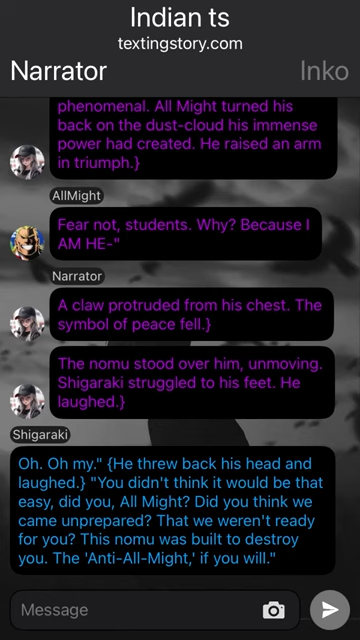 Indian ts
textingstory.com
Narrator
Inko
phenomenal. All Might turned his
back on the dust-cloud his immense
power had created. He raised an arm
in triumph.}
AllMight
Fear not, students. Why? Because I
AM HE-"
Narrator
A claw protruded from his chest. The
symbol of peace fell.}
The nomu stood over him, unmoving.
Shigaraki struggled to his feet. He
laughed.}
Shigaraki
Oh. Oh my." {He threw back his head and
laughed.} "You didn't think it would be that
easy, did you, All Might? Did you think we
came unprepared? That we weren't ready
for you? This nomu was built to destroy
you. The 'Anti-All-Might,' if you will."
Message